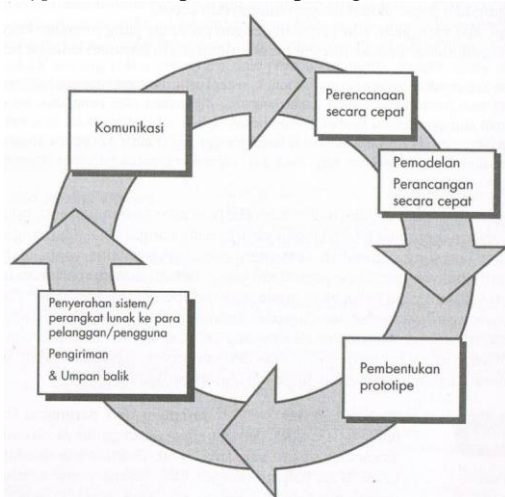 Komunikasi
Perencanaan
secara cepat
Pemodelan
Perancangan
secara cepat
Pembentukan
prototipe
Penyerahan sistem/
perangkat lunak ke para
pelanggan/pengguna
Pengiriman
& Umpan balik